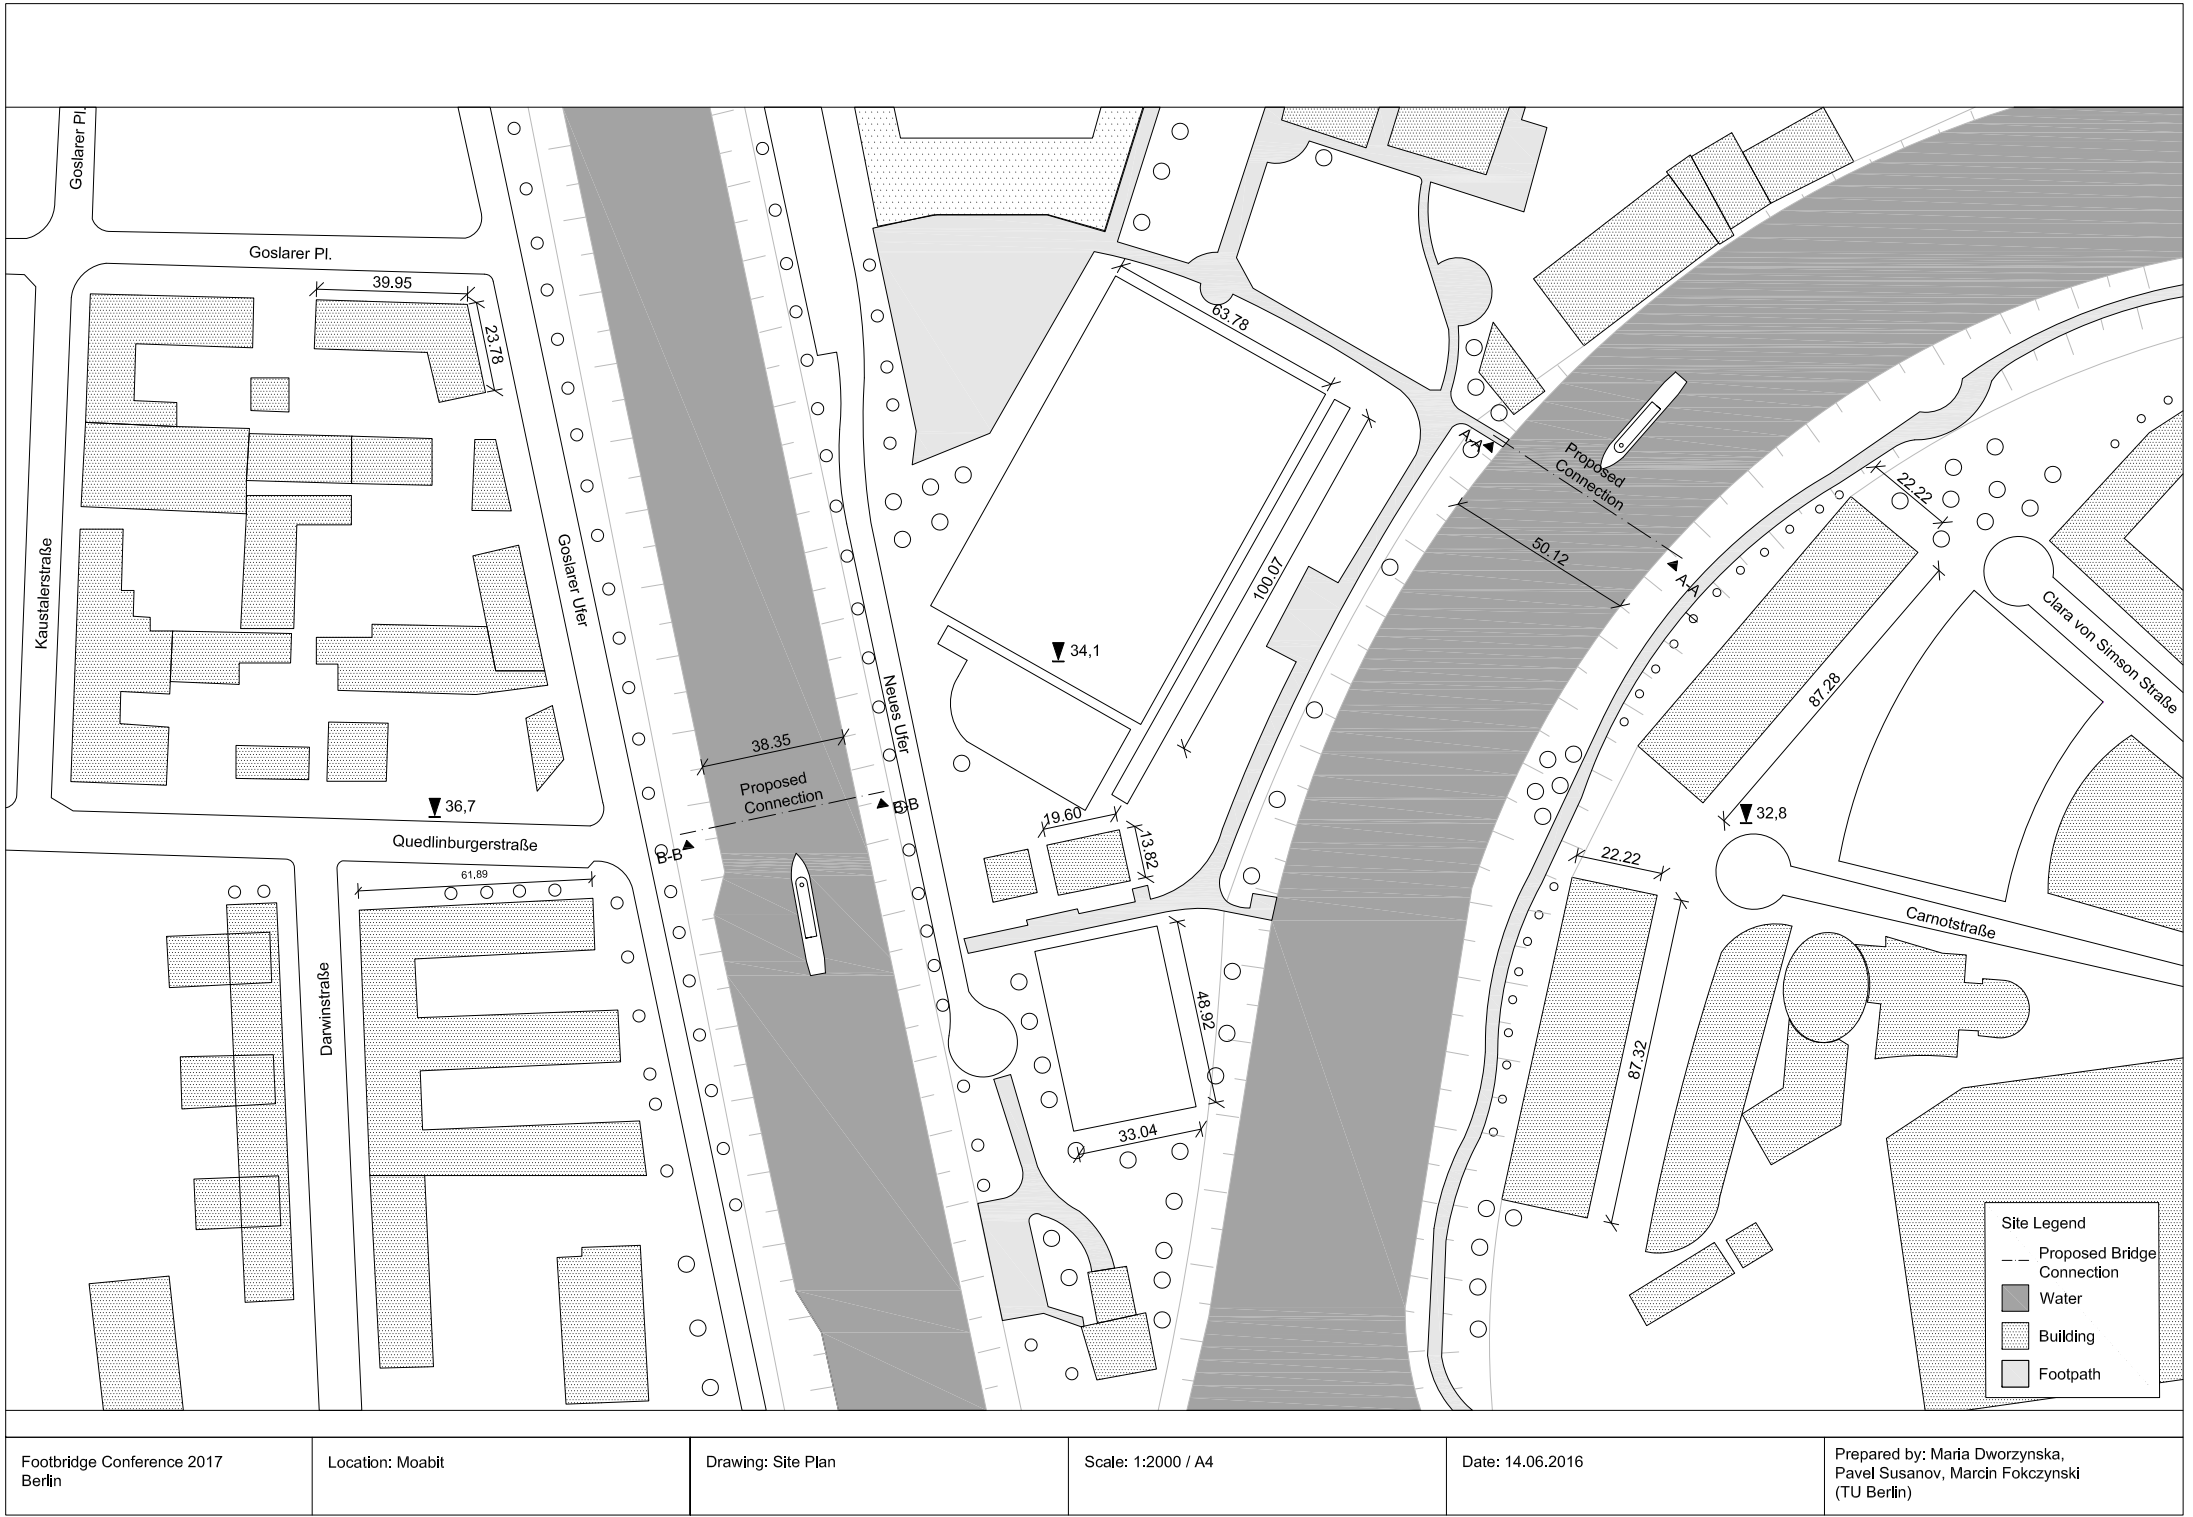 Goslarer Pl.
Goslarer Pl.
39.95
23.78
63.78
A-A
Proposed
Connection
22.22
50.12
A-A
100.07
Kaustalerstraße
Goslarer Ufer
Clara von Simson Straße
34,1
87.28
Neues Ufer
38.35
Proposed
Connection
B-B
B-B
36,7
Quedlinburgerstraße
61,89
19.60
13.82
32,8
22.22
Carnotstraße
Darwinstraße
48.92
87.32
33.04
Site Legend
Proposed Bridge
Connection
Water
Building
Footpath
Footbridge Conference 2017
Berlin
Location: Moabit
Drawing: Site Plan
Scale: 1:2000 / A4
Date: 14.06.2016
Prepared by: Maria Dworzynska,
Pavel Susanov, Marcin Fokczynski
(TU Berlin)